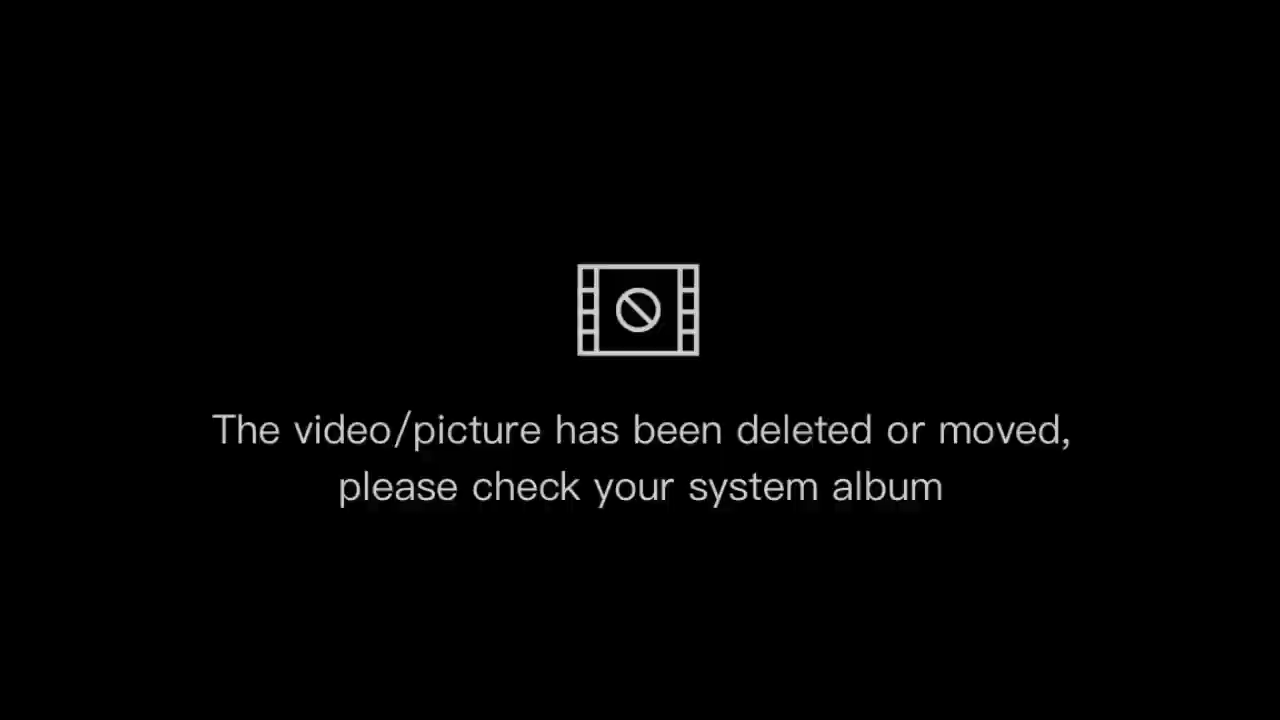 The video/picture has been deleted or moved,
please check your system album